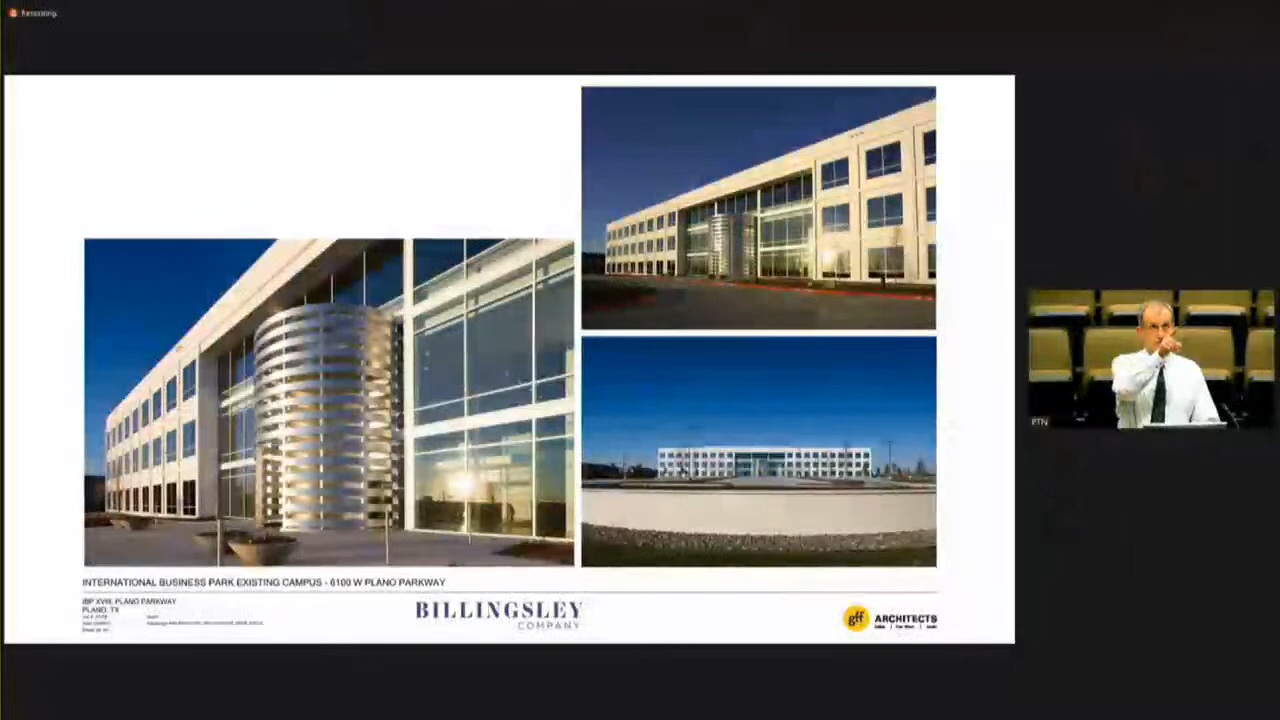 Recording
INTERNATIONAL BUSINESS PARK EXISTING CAMPUS - 6100 W PLANO PARKWAY
IBP XVIII, PLANO PARKWAY
PLANO, TX
BILLINGSLEY
COMPANY
gff ARCHITECTS
PTN